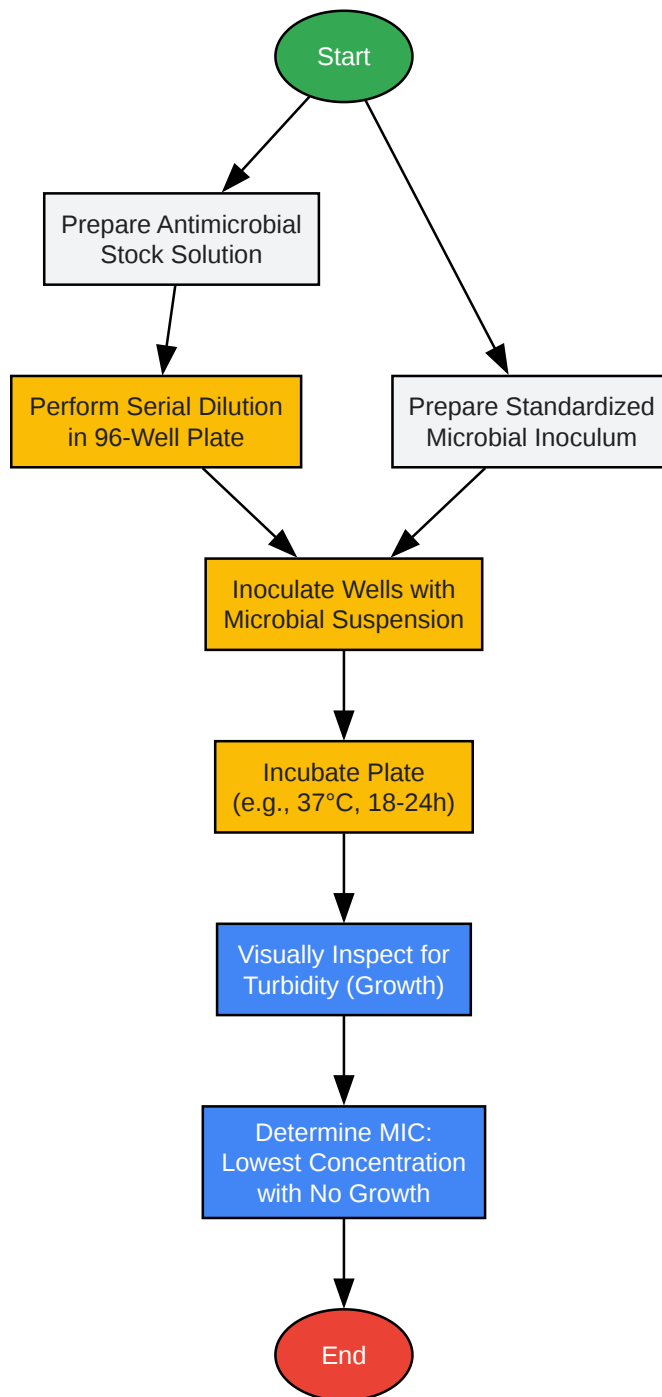 Start
Prepare Antimicrobial
Stock Solution
Perform Serial Dilution
in 96-Well Plate
Prepare Standardized
Microbial Inoculum
Inoculate Wells with
Microbial Suspension
Incubate Plate
(e.g., 37°C, 18-24h)
Visually Inspect for
Turbidity (Growth)
Determine MIC:
Lowest Concentration
with No Growth
End